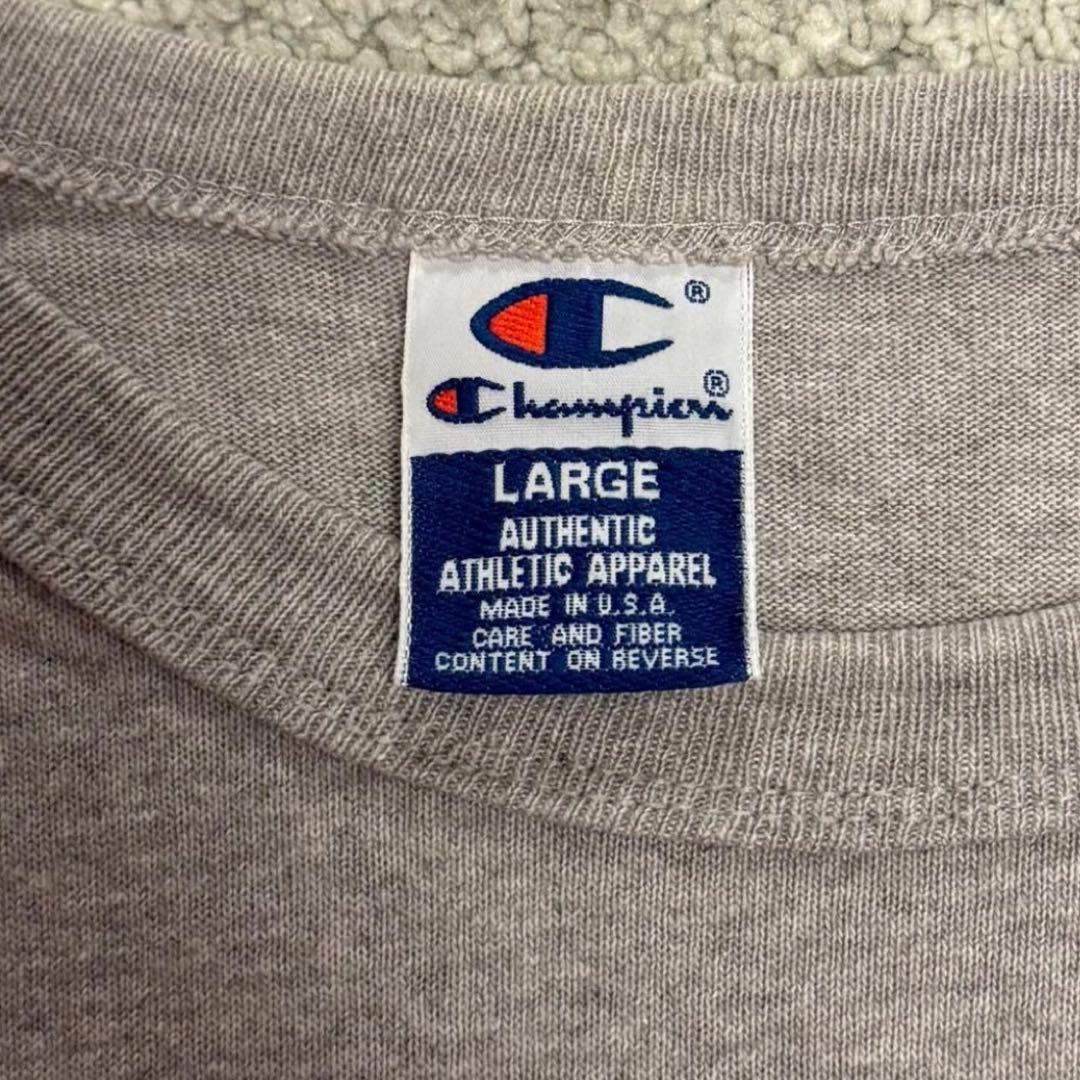 ®
Champion®
LARGE
AUTHENTIC
ATHLETIC APPAREL
MADE IN U.S.A.
CARE AND FIBER
CONTENT ON REVERSE